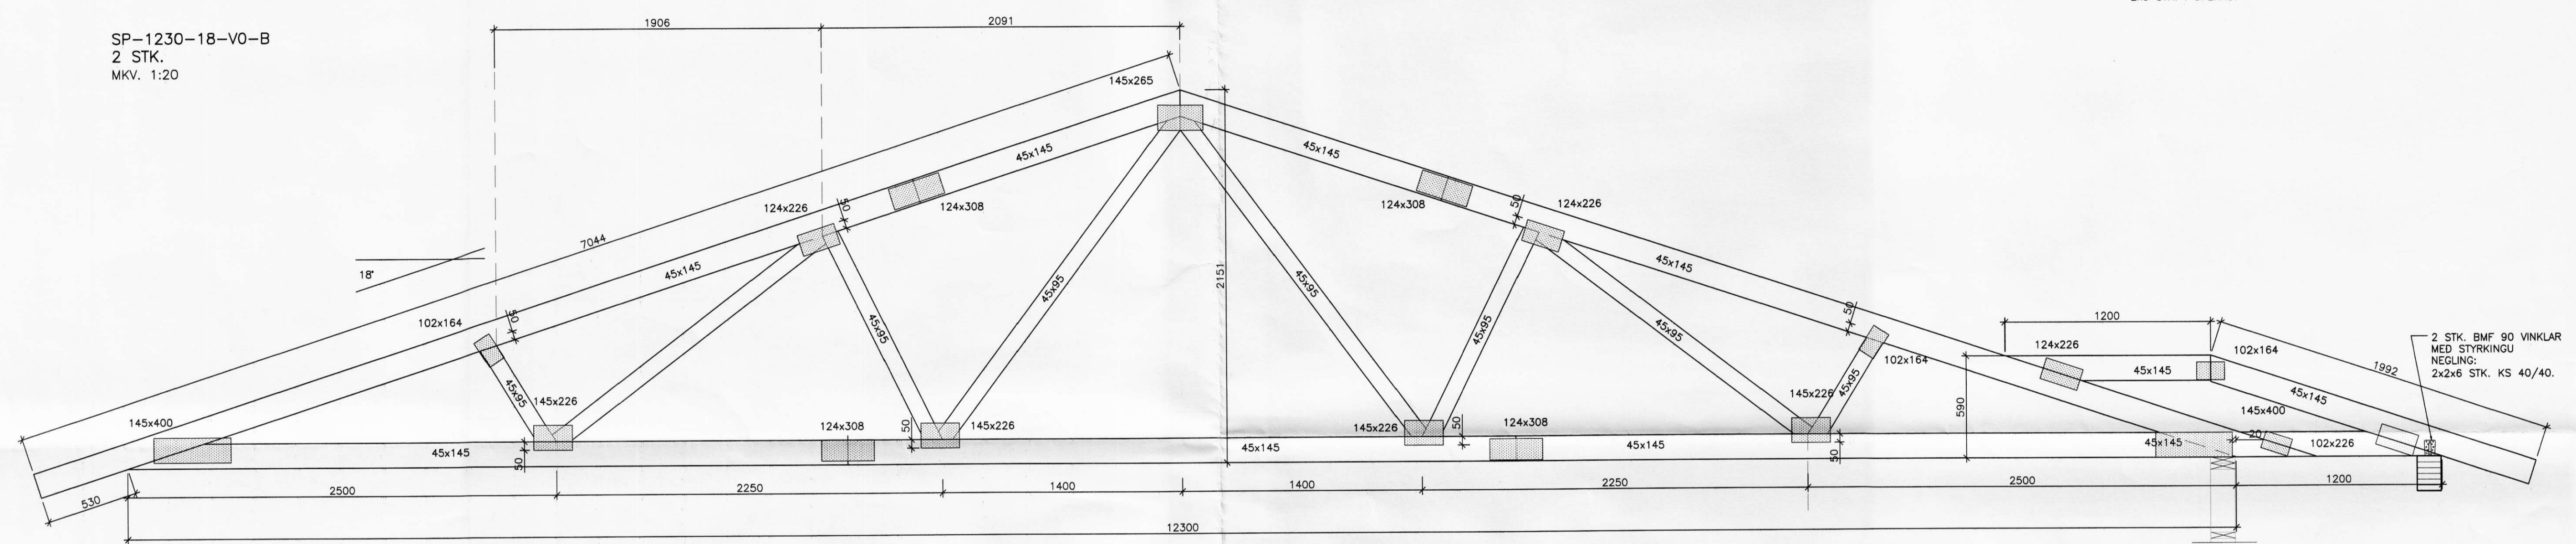 SP-1230-18-V0-B
2 STK.
MKV. 1:20
1906
2091
145x265
7044
18°
45x145
45x145
124x226
50
124x308
45x145
50
102x164
145x400
45x95
145x226
45x95
45x95
2151
45x95
45x95
45x95
45x95
45x145
124x308
50
124x226
45x145
50
102x164
145x226
1200
124x226
102x164
45x145
590
1992
45x145
145x400
2 STK. BMF 90 VINKLAR
MED STYRKINGU
NEGLING:
2x2x6 STK. KS 40/40.
45x145
50
124x308
50
145x226
45x145
145x226
50
124x308
45x145
50
45x145
20
102x226
530
2500
2250
1400
1400
2250
2500
1200
12300